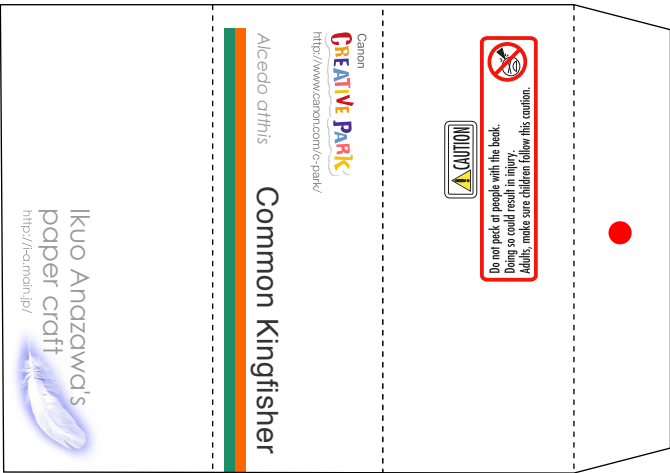 Canon
CREATIVE PARK
http://www.canon.com/c-park/
Alcedo atthis
Common Kingfisher
CAUTION
Do not peck at people with the beak.
Doing so could result in injury.
Adults, make sure children follow this caution.
Ikuo Anazawa's
paper craft
http://i-a.main.jp/